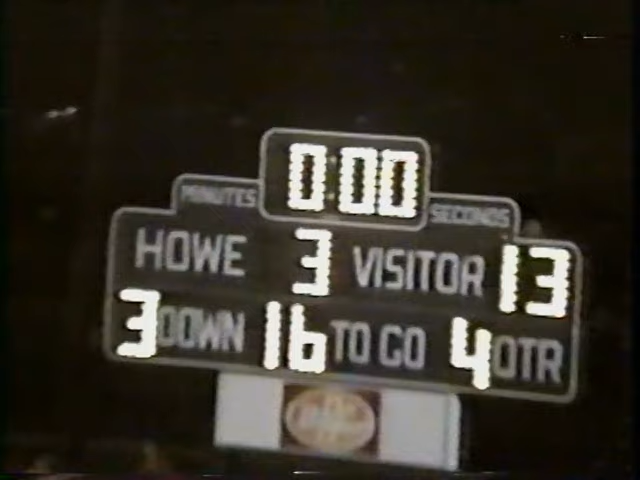 0:00
MINUTES SECONDS
HOWE 3 VISITOR 13
3 DOWN 16 TO GO 4 QTR